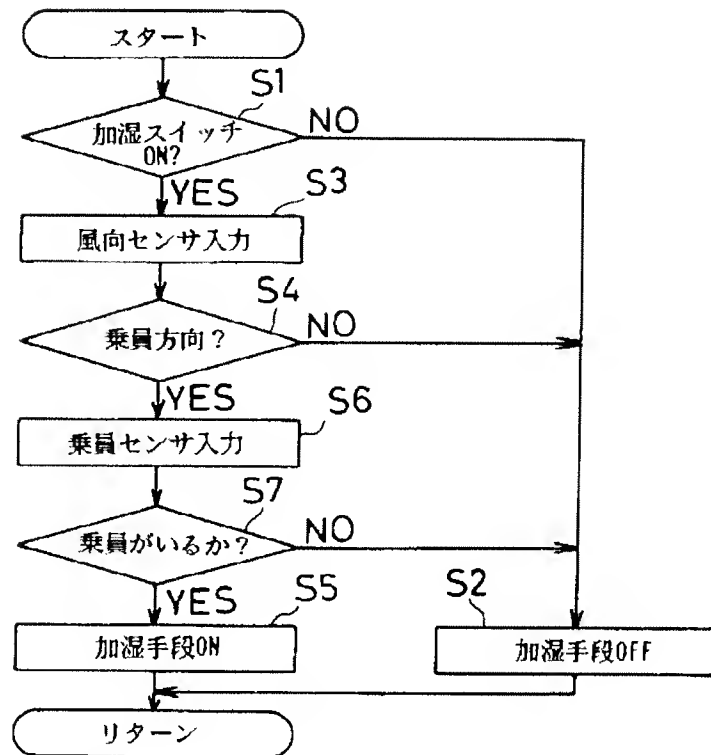 スタート
S1
加湿スイッチ
ON?
NO
YES
S3
風向センサ入力
S4
乗員方向?
NO
YES
S6
乗員センサ入力
S7
乗員がいるか?
NO
YES
S5
加湿手段ON
S2
加湿手段OFF
リターン